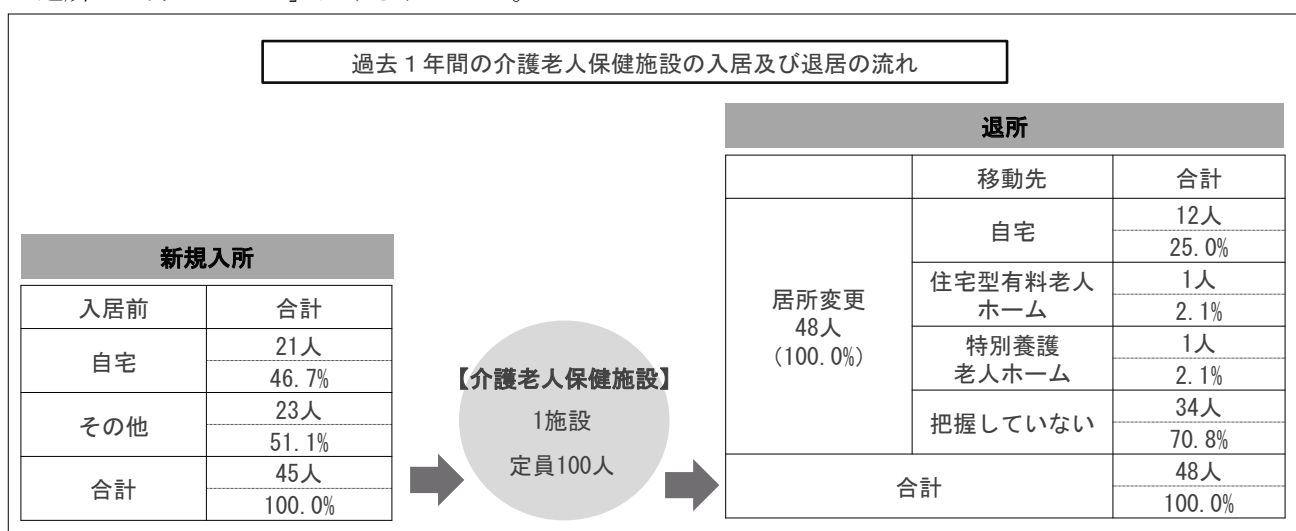 過去1年間の介護老人保健施設の入居及び退居の流れ
新規入所
入居前 合計
自宅 21人
46.7%
その他 23人
51.1%
合計 45人
100.0%
【介護老人保健施設】
1施設
定員100人
退所
移動先 合計
居所変更
48人
(100.0%)
自宅 12人
25.0%
住宅型有料老人
ホーム
1人
2.1%
特別養護
老人ホーム
1人
2.1%
把握していない 34人
70.8%
合計 48人
100.0%